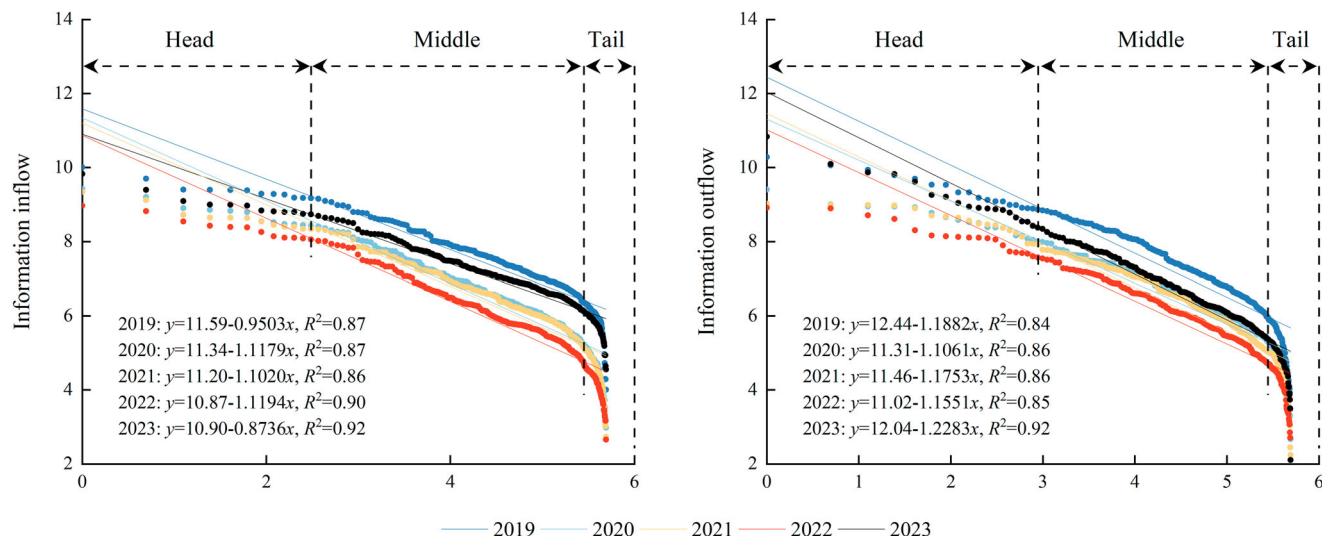 Information inflow
14
12
10
8
6
4
2
Head Middle Tail
2019: y=11.59-0.9503x, R²=0.87
2020: y=11.34-1.1179x, R²=0.87
2021: y=11.20-1.1020x, R²=0.86
2022: y=10.87-1.1194x, R²=0.90
2023: y=10.90-0.8736x, R²=0.92
0 2 4 6
Information outflow
14
12
10
8
6
4
2
Head Middle Tail
2019: y=12.44-1.1882x, R²=0.84
2020: y=11.31-1.1061x, R²=0.86
2021: y=11.46-1.1753x, R²=0.86
2022: y=11.02-1.1551x, R²=0.85
2023: y=12.04-1.2283x, R²=0.92
0 1 2 3 4 5 6
2019 2020 2021 2022 2023